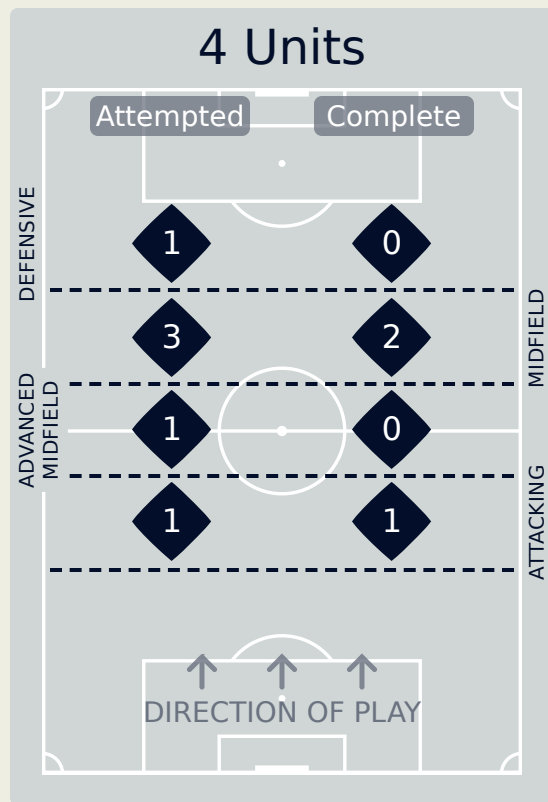 4 Units
Attempted Complete
DEFENSIVE
1 0
3 2
MIDFIELD
ADVANCED
MIDFIELD
1 0
1 1
ATTACKING
DIRECTION OF PLAY